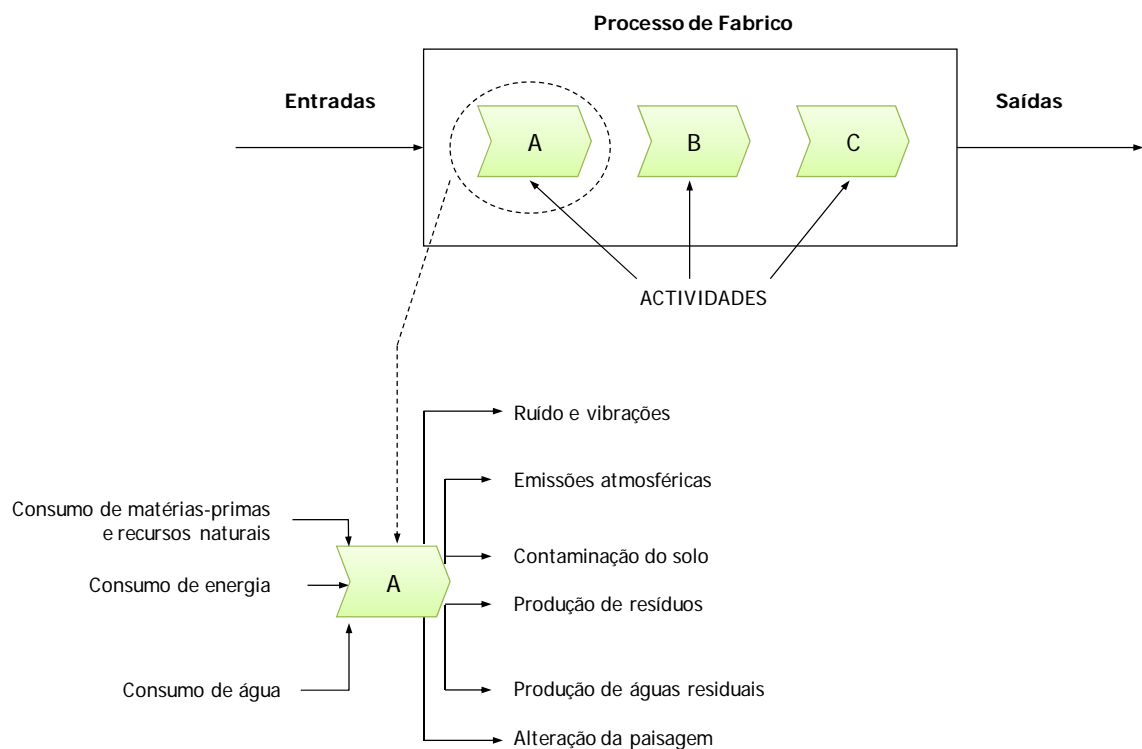 Processo de Fabrico
Entradas
Saídas
A
B
C
ACTIVIDADES
Ruído e vibrações
Emissões atmosféricas
Consumo de matérias-primas
e recursos naturais
Contaminação do solo
Consumo de energia
A
Produção de resíduos
Consumo de água
Produção de águas residuais
Alteração da paisagem